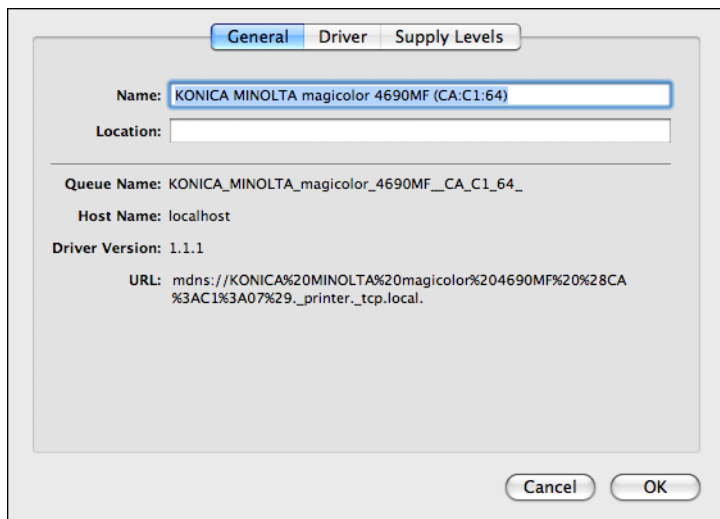 General Driver Supply Levels
Name: KONICA MINOLTA magicolor 4690MF (CA:C1:64)
Location:
Queue Name: KONICA_MINOLTA_magicolor_4690MF__CA_C1_64_
Host Name: localhost
Driver Version: 1.1.1
URL: mdns://KONICA%20MINOLTA%20magicolor%204690MF%20%28CA
%3AC1%3A07%29._printer._tcp.local.
Cancel OK